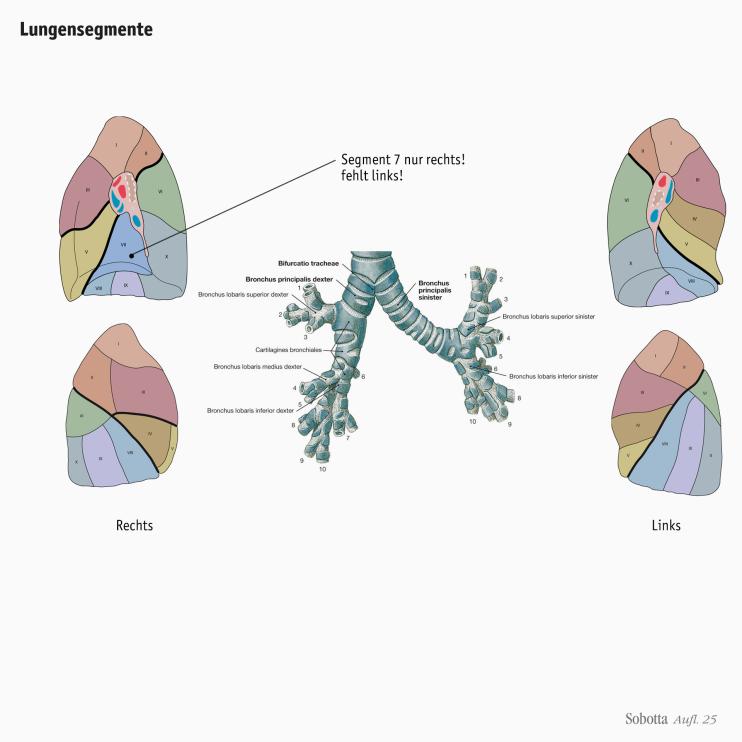 Lungensegmente
I
II
III
VI
V
VII
X
VIII
IX
Segment 7 nur rechts!
fehlt links!
I
II
III
VI
IV
V
X
IX
VIII
Bifurcatio tracheae
Bronchus principalis dexter
Bronchus lobaris superior dexter
1
2
3
Cartilagines bronchiales
Bronchus lobaris medius dexter
4
5
6
Bronchus lobaris inferior dexter
8
7
9
10
Bronchus
principalis
sinister
1
2
3
Bronchus lobaris superior sinister
4
5
6
Bronchus lobaris inferior sinister
8
10
9
I
II
III
IV
V
X
IX
VIII
I
II
III
VI
IV
V
VIII
IX
Rechts
Links
Sobotta Aufl. 25